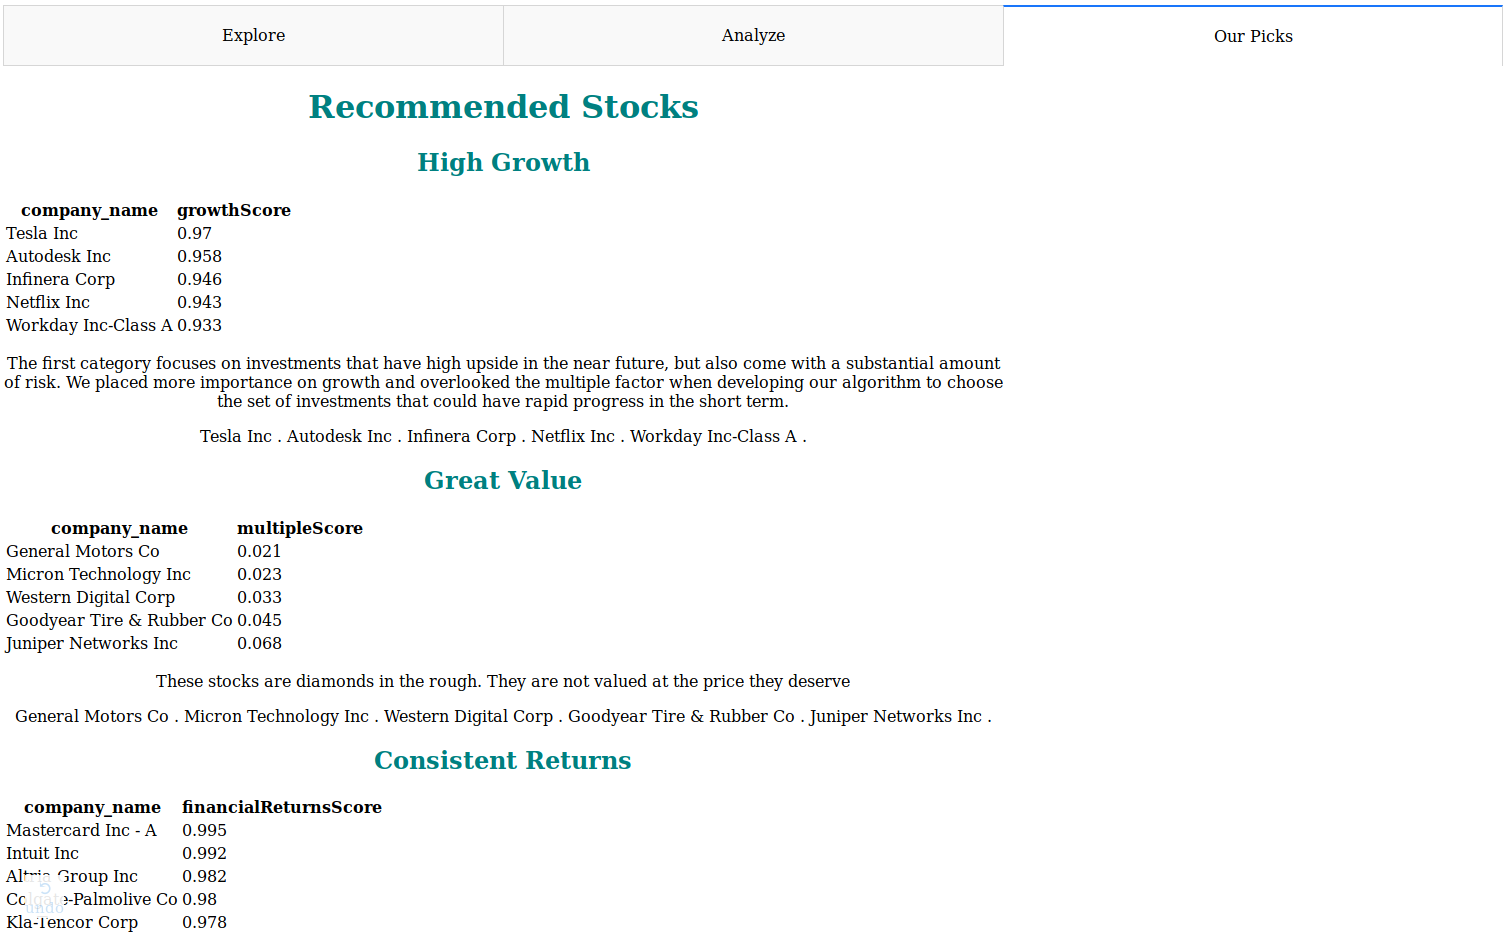 Explore Analyze Our Picks
Recommended Stocks
High Growth
company_name growthScore
Tesla Inc 0.97
Autodesk Inc 0.958
Infinera Corp 0.946
Netflix Inc 0.943
Workday Inc-Class A 0.933
The first category focuses on investments that have high upside in the near future, but also come with a substantial amount
of risk. We placed more importance on growth and overlooked the multiple factor when developing our algorithm to choose
the set of investments that could have rapid progress in the short term.
Tesla Inc . Autodesk Inc . Infinera Corp . Netflix Inc . Workday Inc-Class A .
Great Value
company_name multipleScore
General Motors Co 0.021
Micron Technology Inc 0.023
Western Digital Corp 0.033
Goodyear Tire & Rubber Co 0.045
Juniper Networks Inc 0.068
These stocks are diamonds in the rough. They are not valued at the price they deserve
General Motors Co . Micron Technology Inc . Western Digital Corp . Goodyear Tire & Rubber Co . Juniper Networks Inc .
Consistent Returns
company_name financialReturnsScore
Mastercard Inc - A 0.995
Intuit Inc 0.992
Altria Group Inc 0.982
Colgate-Palmolive Co 0.98
undo
Kla-Tencor Corp 0.978